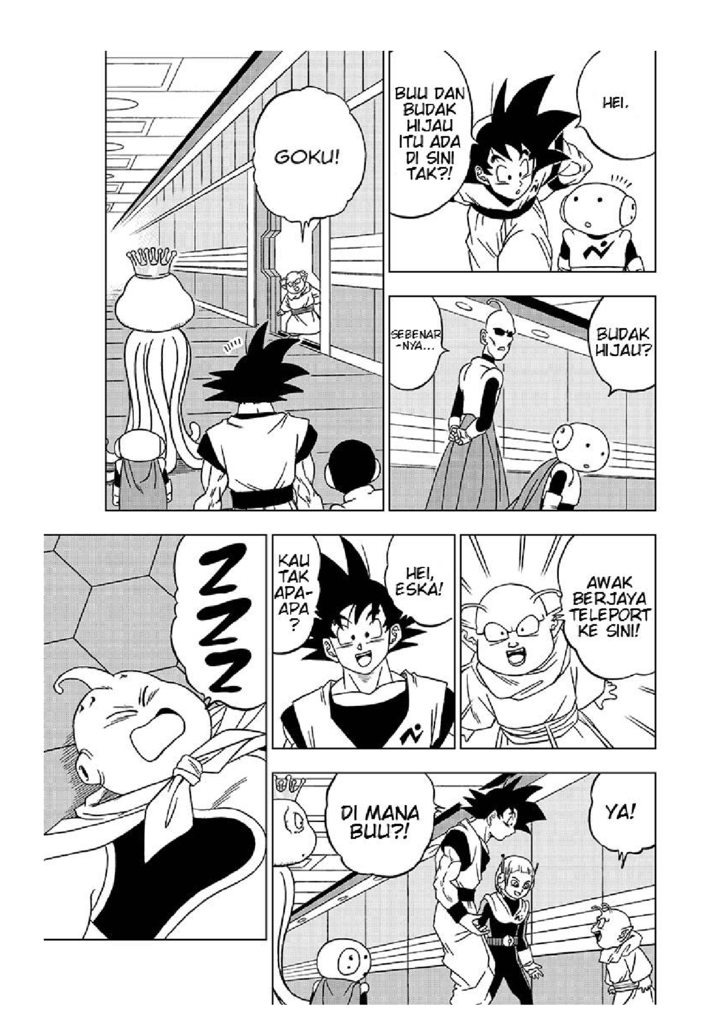 HEI.
BUU DAN
BUDAK
HIJAU
ITU ADA
DI SINI
TAK?!
GOKU!
BUDAK
HIJAU?
SEBENAR
-NYA...
AWAK
BERJAYA
TELEPORT
KE SINI!
HEI,
ESKA!
KAU
TAK
APA-
APA
?
ZZZ
YA!
DI MANA
BUU?!